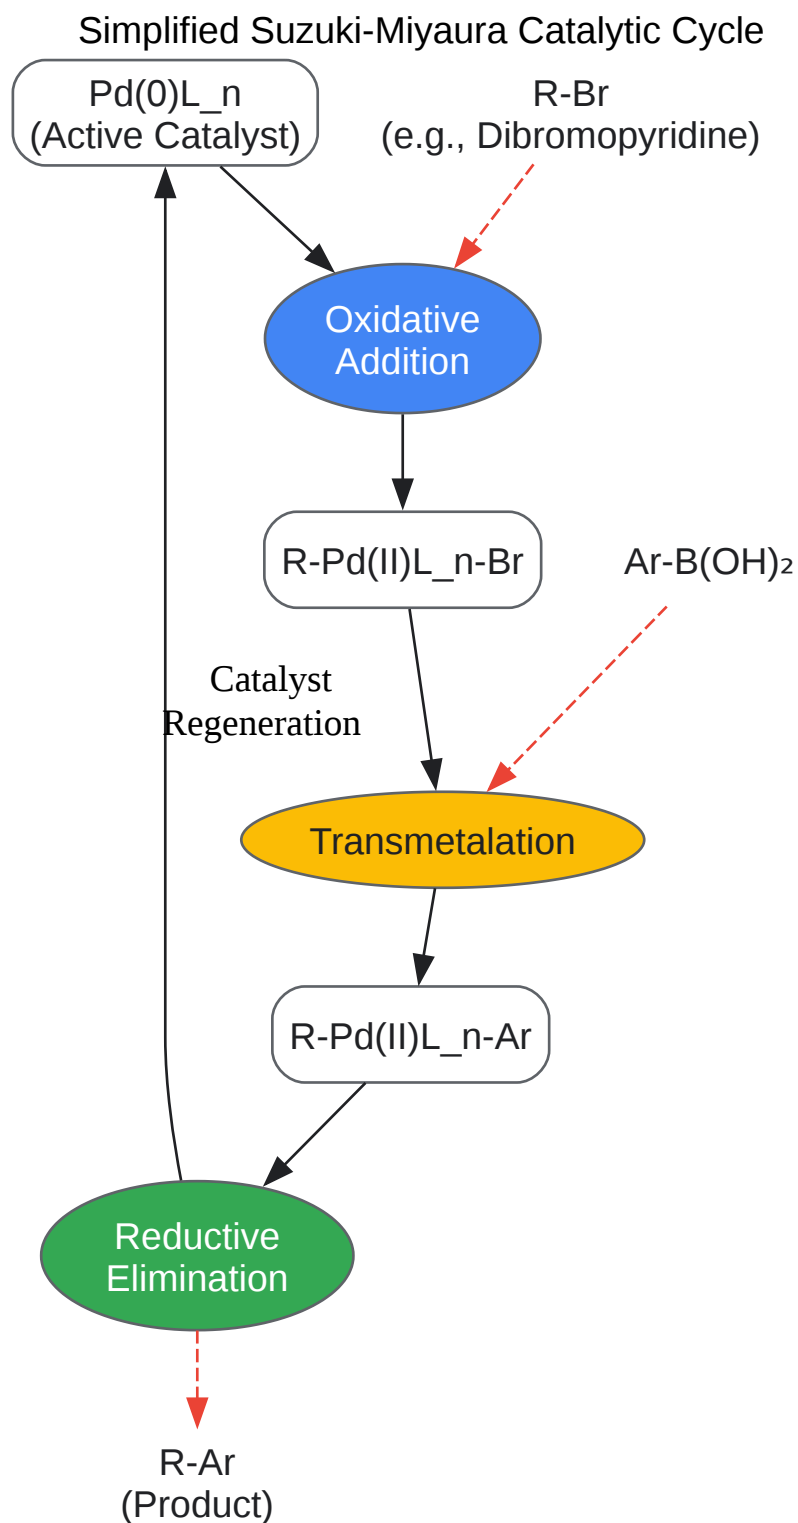 Simplified Suzuki-Miyaura Catalytic Cycle
Pd(0)L_n
(Active Catalyst)
R-Br
(e.g., Dibromopyridine)
Oxidative
Addition
R-Pd(II)L_n-Br
Ar-B(OH)₂
Catalyst
Regeneration
Transmetalation
R-Pd(II)L_n-Ar
Reductive
Elimination
R-Ar
(Product)